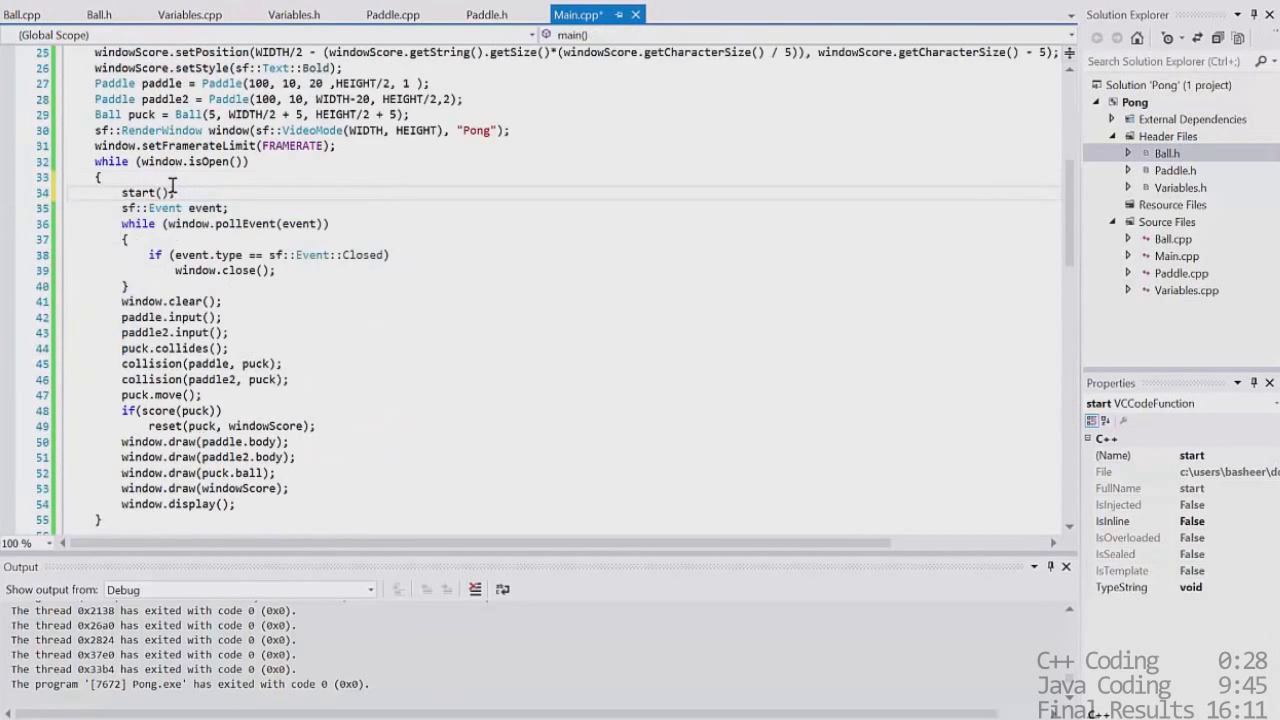 Ball.cpp Ball.h Variables.cpp Variables.h Paddle.cpp Paddle.h Main.cpp*
(Global Scope) main()
25 windowScore.setPosition(WIDTH/2 - (windowScore.getString().getSize()*(windowScore.getCharacterSize() / 5)), windowScore.getCharacterSize() - 5);
26 windowScore.setStyle(sf::Text::Bold);
27 Paddle paddle = Paddle(100, 10, 20 ,HEIGHT/2, 1 );
28 Paddle paddle2 = Paddle(100, 10, WIDTH-20, HEIGHT/2,2);
29 Ball puck = Ball(5, WIDTH/2 + 5, HEIGHT/2 + 5);
30 sf::RenderWindow window(sf::VideoMode(WIDTH, HEIGHT), "Pong");
31 window.setFramerateLimit(FRAMERATE);
32 while (window.isOpen())
33 {
34 start();
35 sf::Event event;
36 while (window.pollEvent(event))
37 {
38 if (event.type == sf::Event::Closed)
39 window.close();
40 }
41 window.clear();
42 paddle.input();
43 paddle2.input();
44 puck.collides();
45 collision(paddle, puck);
46 collision(paddle2, puck);
47 puck.move();
48 if(score(puck))
49 reset(puck, windowScore);
50 window.draw(paddle.body);
51 window.draw(paddle2.body);
52 window.draw(puck.ball);
53 window.draw(windowScore);
54 window.display();
55 }
100 %
Output
Show output from: Debug
The thread 0x2138 has exited with code 0 (0x0).
The thread 0x26a0 has exited with code 0 (0x0).
The thread 0x2824 has exited with code 0 (0x0).
The thread 0x37e0 has exited with code 0 (0x0).
The thread 0x33b4 has exited with code 0 (0x0).
The program '[7672] Pong.exe' has exited with code 0 (0x0).
Solution Explorer
Search Solution Explorer (Ctrl+;)
Solution 'Pong' (1 project)
Pong
External Dependencies
Header Files
Ball.h
Paddle.h
Variables.h
Resource Files
Source Files
Ball.cpp
Main.cpp
Paddle.cpp
Variables.cpp
Properties
start VCCodeFunction
C++
(Name) start
File c:\users\basheer\do
FullName start
IsInjected False
IsInline False
IsOverloaded False
IsSealed False
IsTemplate False
TypeString void
C++ Coding 0:28
Java Coding 9:45
Final Results 16:11
C++